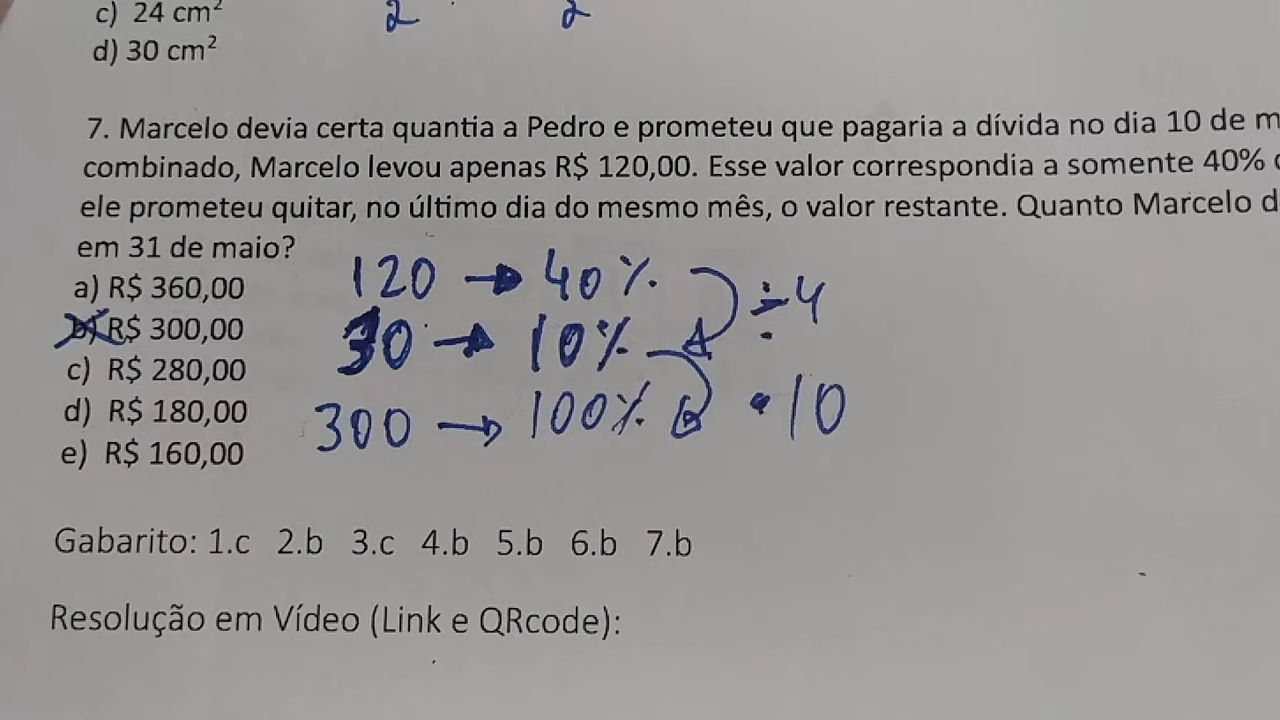 c) 24 cm²
2 2
d) 30 cm²
7. Marcelo devia certa quantia a Pedro e prometeu que pagaria a dívida no dia 10 de m
combinado, Marcelo levou apenas R$ 120,00. Esse valor correspondia a somente 40%
ele prometeu quitar, no último dia do mesmo mês, o valor restante. Quanto Marcelo d
em 31 de maio?
a) R$ 360,00
b) R$ 300,00
c) R$ 280,00
d) R$ 180,00
e) R$ 160,00
120 → 40%
÷4
30 → 10%
300 → 100% •10
Gabarito: 1.c 2.b 3.c 4.b 5.b 6.b 7.b
Resolução em Vídeo (Link e QRcode):